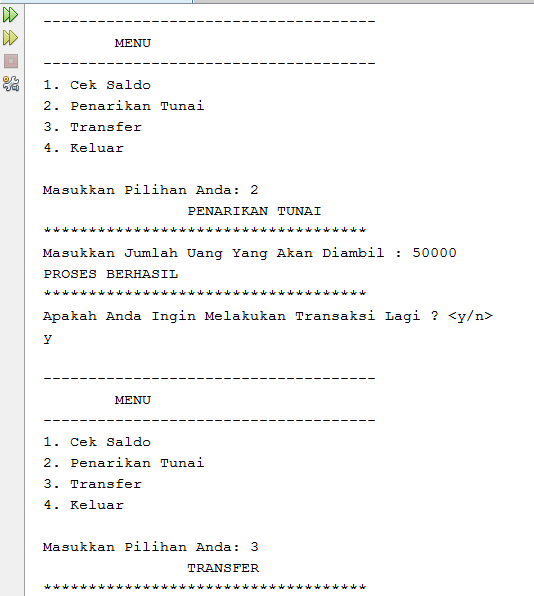 -------------------------------------
MENU
-------------------------------------
1. Cek Saldo
2. Penarikan Tunai
3. Transfer
4. Keluar
Masukkan Pilihan Anda: 2
PENARIKAN TUNAI
************************************
Masukkan Jumlah Uang Yang Akan Diambil : 50000
PROSES BERHASIL
************************************
Apakah Anda Ingin Melakukan Transaksi Lagi ? <y/n>
y
-------------------------------------
MENU
-------------------------------------
1. Cek Saldo
2. Penarikan Tunai
3. Transfer
4. Keluar
Masukkan Pilihan Anda: 3
TRANSFER
************************************